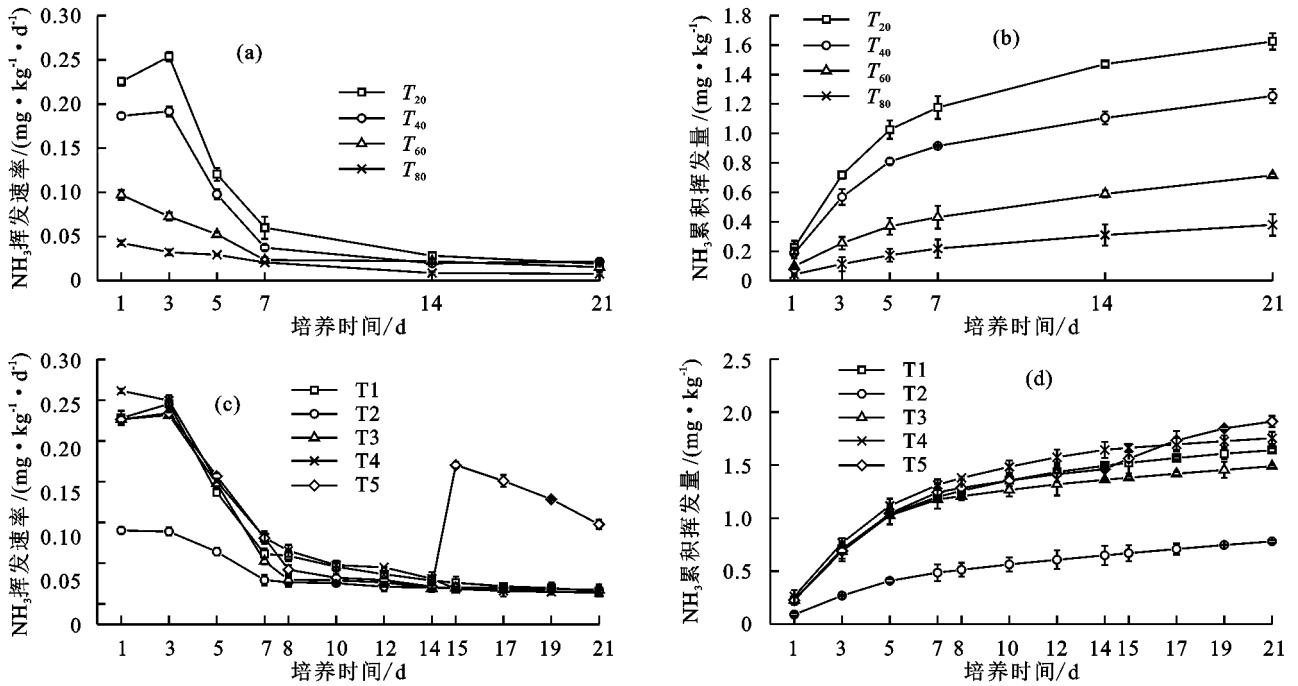 NH₃挥发速率/(mg·kg⁻¹·d⁻¹)
0.30
0.25
0.20
0.15
0.10
0.05
0
(a)
T₂₀
T₄₀
T₆₀
T₈₀
1 3 5 7 14 21
培养时间/d
NH₃累积挥发量/(mg·kg⁻¹)
1.8
1.6
1.4
1.2
1.0
0.8
0.6
0.4
0.2
0
(b)
T₂₀
T₄₀
T₆₀
T₈₀
1 3 5 7 14 21
培养时间/d
NH₃挥发速率/(mg·kg⁻¹·d⁻¹)
0.30
0.25
0.20
0.15
0.10
0.05
0
(c)
T1
T2
T3
T4
T5
1 3 5 7 8 10 12 14 15 17 19 21
培养时间/d
NH₃累积挥发量/(mg·kg⁻¹)
2.5
2.0
1.5
1.0
0.5
0
(d)
T1
T2
T3
T4
T5
1 3 5 7 8 10 12 14 15 17 19 21
培养时间/d